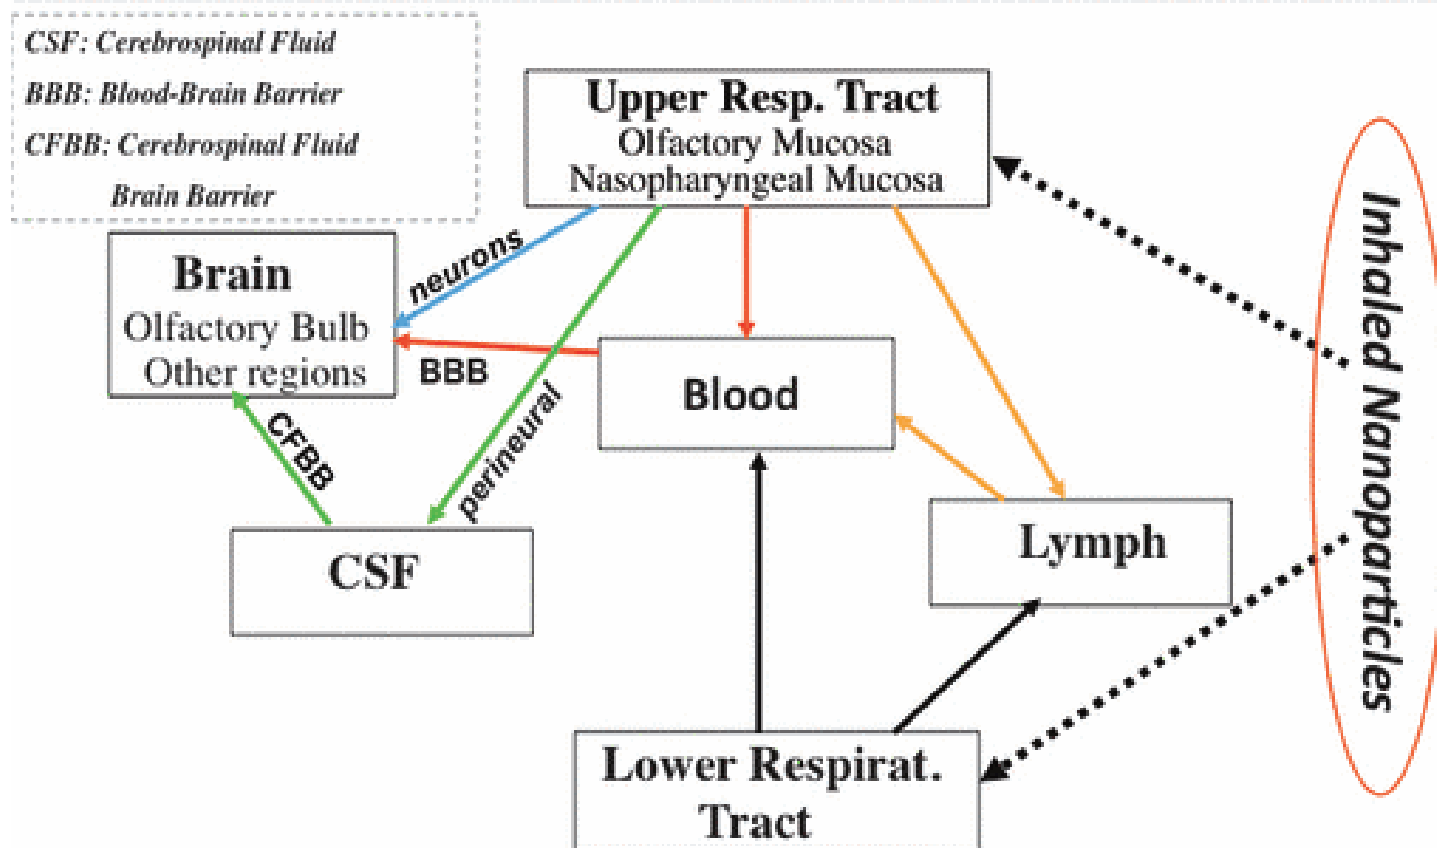 CSF: Cerebrospinal Fluid
BBB: Blood-Brain Barrier
CFBB: Cerebrospinal Fluid
Brain Barrier
Upper Resp. Tract
Olfactory Mucosa
Nasopharyngeal Mucosa
Brain
Olfactory Bulb
Other regions
neurons
BBB
perineural
CFBB
Blood
CSF
Lymph
Lower Respirat.
Tract
Inhaled Nanoparticles